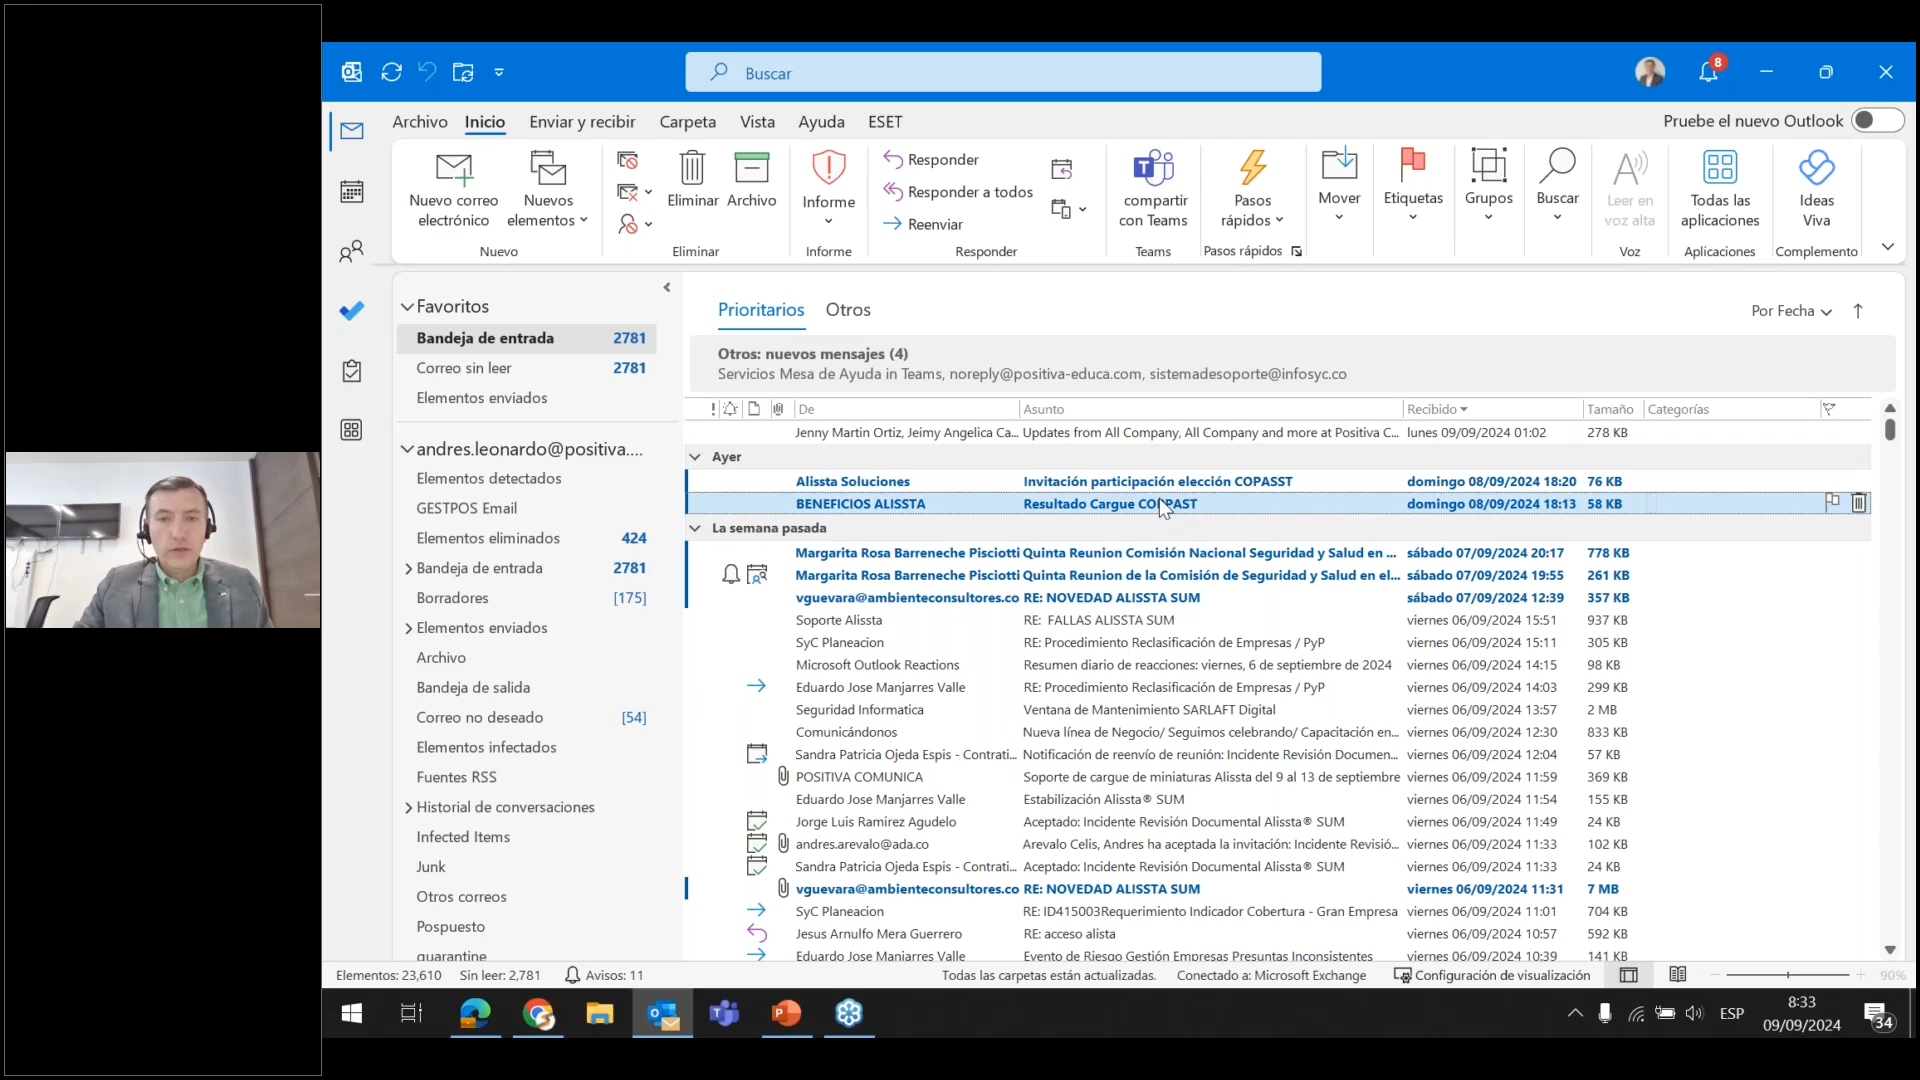 Buscar
8
Archivo Inicio Enviar y recibir Carpeta Vista Ayuda ESET
Pruebe el nuevo Outlook
Nuevo correo electrónico
Nuevos elementos
Nuevo
Eliminar
Archivo
Eliminar
Informe
Informe
Responder
Responder a todos
Reenviar
Responder
compartir con Teams
Teams
Pasos rápidos
Pasos rápidos
Mover
Etiquetas
Grupos
Buscar
Leer en voz alta
Voz
Todas las aplicaciones
Aplicaciones
Ideas Viva
Complemento
Favoritos
Bandeja de entrada 2781
Correo sin leer 2781
Elementos enviados
andres.leonardo@positiva....
Elementos detectados
GESTPOS Email
Elementos eliminados 424
Bandeja de entrada 2781
Borradores [175]
Elementos enviados
Archivo
Bandeja de salida
Correo no deseado [54]
Elementos infectados
Fuentes RSS
Historial de conversaciones
Infected Items
Junk
Otros correos
Pospuesto
quarantine
Prioritarios Otros
Por Fecha
Otros: nuevos mensajes (4)
Servicios Mesa de Ayuda in Teams, noreply@positiva-educa.com, sistemadesoporte@infosyc.co
De Asunto Recibido Tamaño Categorías
Jenny Martin Ortiz, Jeimy Angelica Ca... Updates from All Company, All Company and more at Positiva C... lunes 09/09/2024 01:02 278 KB
Ayer
Alissta Soluciones Invitación participación elección COPASST domingo 08/09/2024 18:20 76 KB
BENEFICIOS ALISSTA Resultado Cargue COPPAST domingo 08/09/2024 18:13 58 KB
La semana pasada
Margarita Rosa Barreneche Pisciotti Quinta Reunion Comisión Nacional Seguridad y Salud en ... sábado 07/09/2024 20:17 778 KB
Margarita Rosa Barreneche Pisciotti Quinta Reunion de la Comisión de Seguridad y Salud en el... sábado 07/09/2024 19:55 261 KB
vguevara@ambienteconsultores.co RE: NOVEDAD ALISSTA SUM sábado 07/09/2024 12:39 357 KB
Soporte Alissta RE: FALLAS ALISSTA SUM viernes 06/09/2024 15:51 937 KB
SyC Planeacion RE: Procedimiento Reclasificación de Empresas / PyP viernes 06/09/2024 15:11 305 KB
Microsoft Outlook Reactions Resumen diario de reacciones: viernes, 6 de septiembre de 2024 viernes 06/09/2024 14:15 98 KB
Eduardo Jose Manjarres Valle RE: Procedimiento Reclasificación de Empresas / PyP viernes 06/09/2024 14:03 299 KB
Seguridad Informatica Ventana de Mantenimiento SARLAFT Digital viernes 06/09/2024 13:57 2 MB
Comunicándonos Nueva línea de Negocio/ Seguimos celebrando/ Capacitación en... viernes 06/09/2024 12:30 833 KB
Sandra Patricia Ojeda Espis - Contrati... Notificación de reenvío de reunión: Incidente Revisión Documen... viernes 06/09/2024 12:04 57 KB
POSITIVA COMUNICA Soporte de cargue de miniaturas Alissta del 9 al 13 de septiembre viernes 06/09/2024 11:59 369 KB
Eduardo Jose Manjarres Valle Estabilización Alissta® SUM viernes 06/09/2024 11:54 155 KB
Jorge Luis Ramirez Agudelo Aceptado: Incidente Revisión Documental Alissta® SUM viernes 06/09/2024 11:49 24 KB
andres.arevalo@ada.co Arevalo Celis, Andres ha aceptada la invitación: Incidente Revisió... viernes 06/09/2024 11:33 102 KB
Sandra Patricia Ojeda Espis - Contrati... Aceptado: Incidente Revisión Documental Alissta® SUM viernes 06/09/2024 11:33 24 KB
vguevara@ambienteconsultores.co RE: NOVEDAD ALISSTA SUM viernes 06/09/2024 11:31 7 MB
SyC Planeacion RE: ID415003Requerimiento Indicador Cobertura - Gran Empresa viernes 06/09/2024 11:01 704 KB
Jesus Arnulfo Mera Guerrero RE: acceso alista viernes 06/09/2024 10:57 592 KB
Eduardo Jose Manjarres Valle Evento de Riesgo Gestión Empresas Presuntas Inconsistentes viernes 06/09/2024 10:39 141 KB
Elementos: 23,610 Sin leer: 2,781 Avisos: 11 Todas las carpetas están actualizadas. Conectado a: Microsoft Exchange Configuración de visualización 90%
ESP
8:33
09/09/2024
34